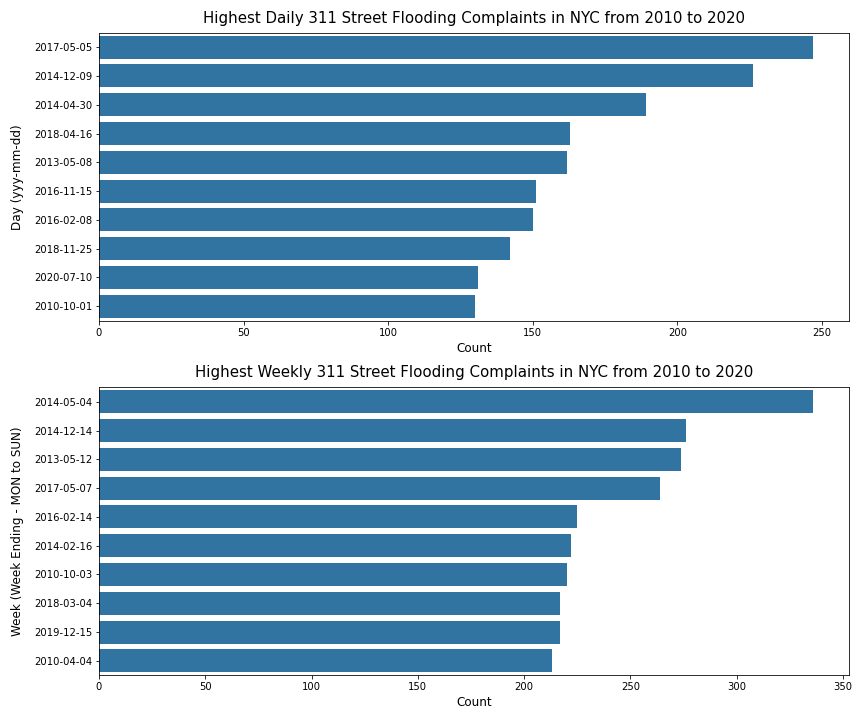 Highest Daily 311 Street Flooding Complaints in NYC from 2010 to 2020
Day (yyy-mm-dd)
2017-05-05
2014-12-09
2014-04-30
2018-04-16
2013-05-08
2016-11-15
2016-02-08
2018-11-25
2020-07-10
2010-10-01
0 50 100 150 200 250
Count
Highest Weekly 311 Street Flooding Complaints in NYC from 2010 to 2020
Week (Week Ending - MON to SUN)
2014-05-04
2014-12-14
2013-05-12
2017-05-07
2016-02-14
2014-02-16
2010-10-03
2018-03-04
2019-12-15
2010-04-04
0 50 100 150 200 250 300 350
Count